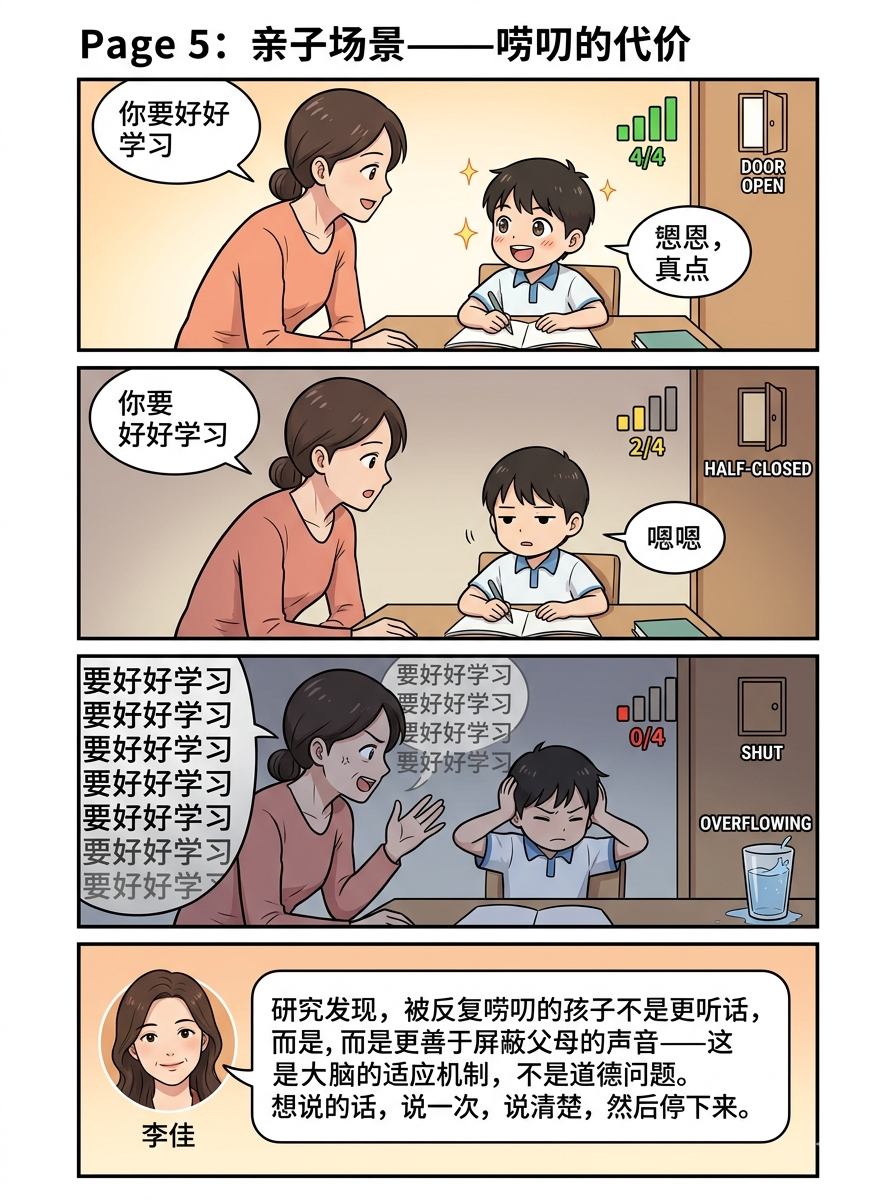 Page 5：亲子场景——唠叨的代价
你要好好
学习
4/4
DOOR
OPEN
嗯恩，
真点
你要
好好学习
2/4
HALF-CLOSED
嗯嗯
要好好学习
要好好学习
要好好学习
要好好学习
要好好学习
要好好学习
要好好学习
要好好学习
要好好学习
要好好学习
要好好学习
0/4
SHUT
OVERFLOWING
研究发现，被反复唠叨的孩子不是更听话，
而是, 而是更善于屏蔽父母的声音——这
是大脑的适应机制，不是道德问题。
想说的话，说一次，说清楚，然后停下来。
李佳